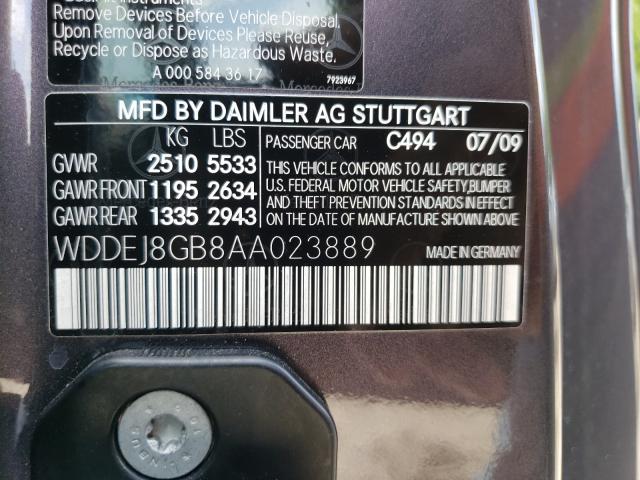 Remove Devices Before Vehicle Disposal.
Upon Removal of Devices Please Reuse,
Recycle or Dispose as Hazardous Waste.
A 000 584 36 17
7923967
MFD BY DAIMLER AG STUTTGART
KG LBS PASSENGER CAR C494 07/09
GVWR 2510 5533
GAWR FRONT 1195 2634
GAWR REAR 1335 2943
THIS VEHICLE CONFORMS TO ALL APPLICABLE
U.S. FEDERAL MOTOR VEHICLE SAFETY, BUMPER
AND THEFT PREVENTION STANDARDS IN EFFECT
ON THE DATE OF MANUFACTURE SHOWN ABOVE.
WDDEJ8GB8AA023889
MADE IN GERMANY